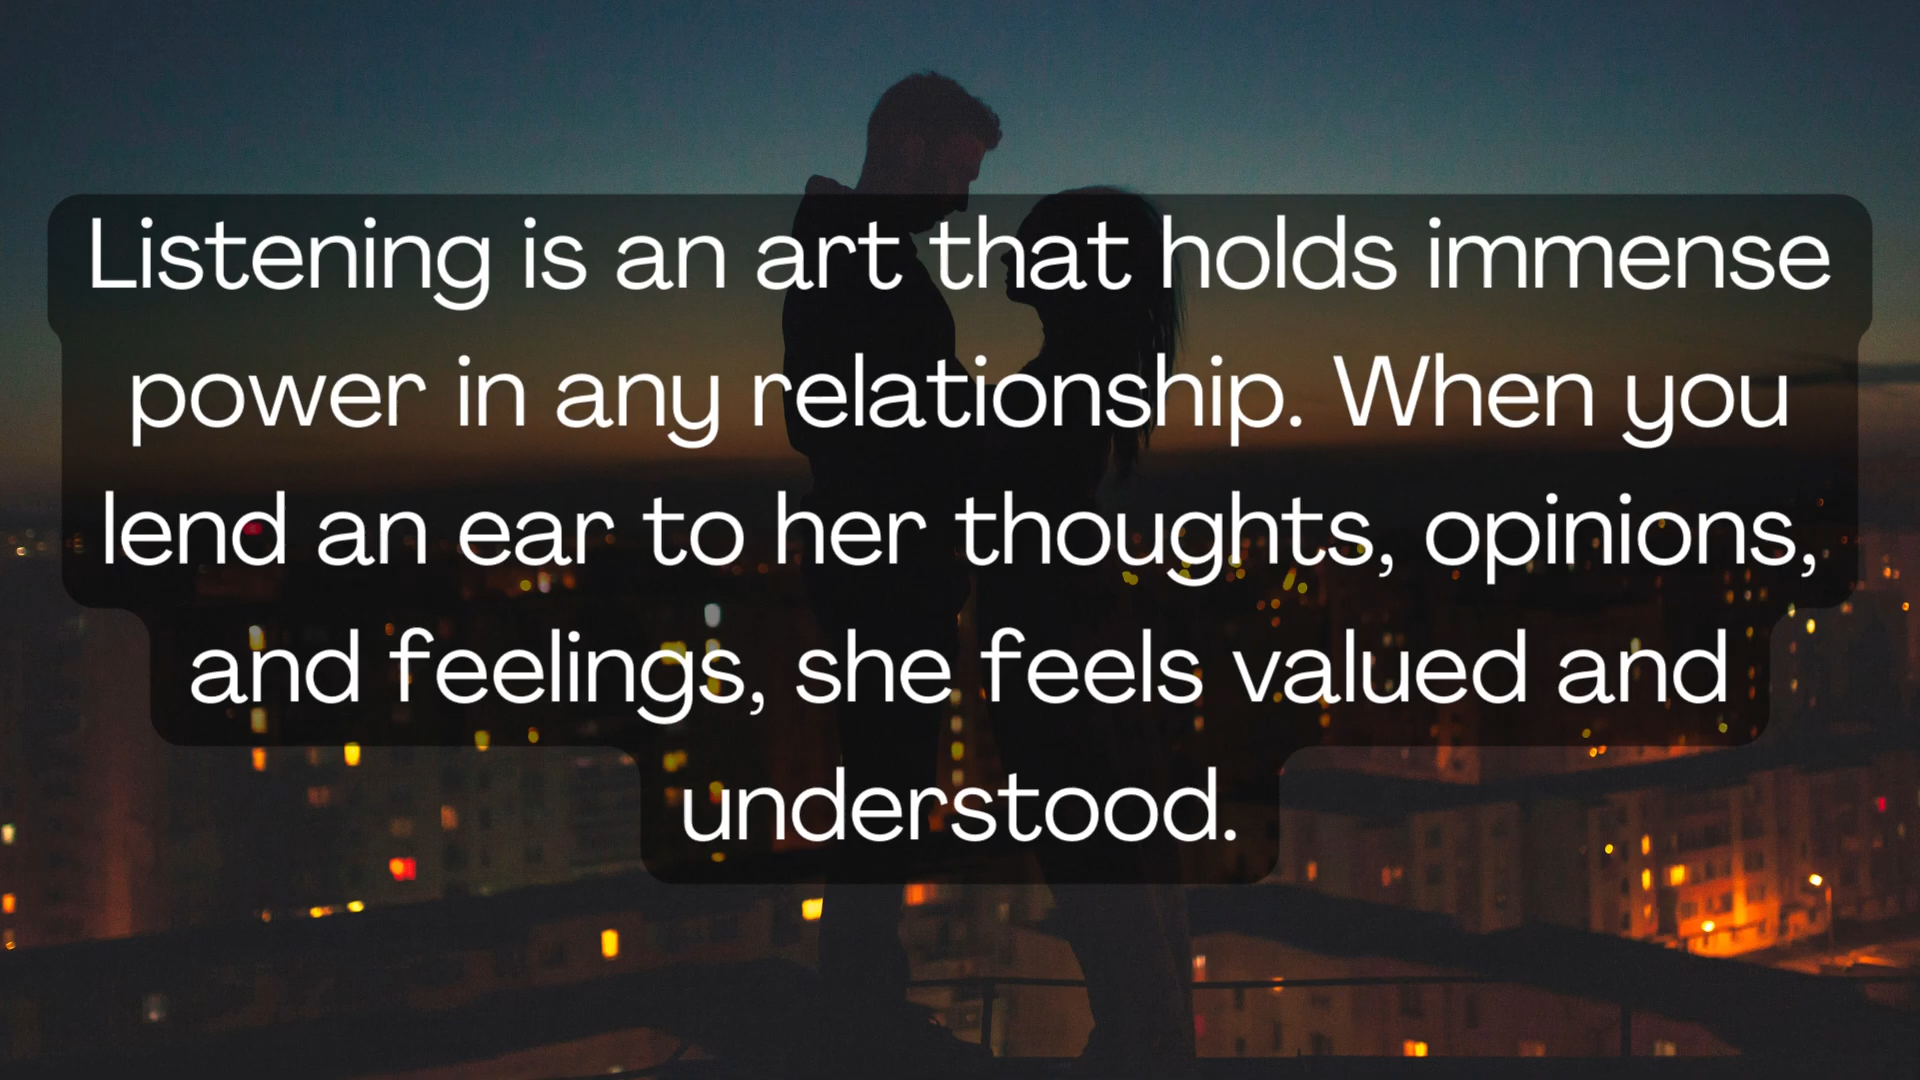 Listening is an art that holds immense
power in any relationship. When you
lend an ear to her thoughts, opinions,
and feelings, she feels valued and
understood.